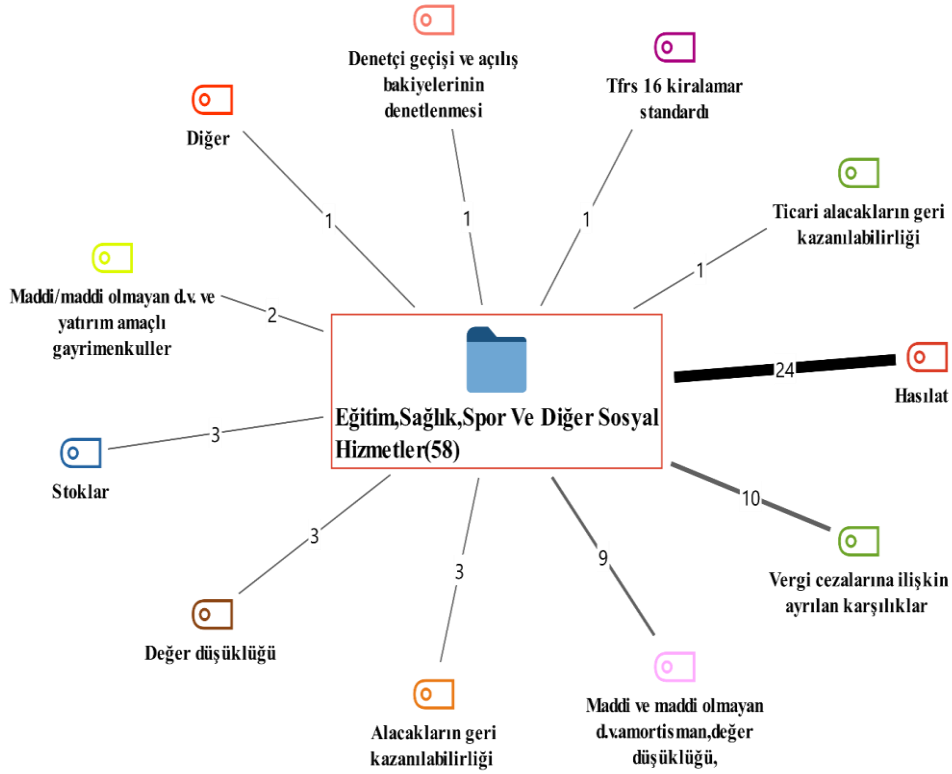 Denetçi geçişi ve açılış
bakiyelerinin
denetlenmesi
1
Tfrs 16 kiralamar
standardı
1
Diğer
1
Ticari alacakların geri
kazanılabilirliği
1
Maddi/maddi olmayan d.v. ve
yatırım amaçlı
gayrimenkuller
2
Hasılat
24
Eğitim,Sağlık,Spor Ve Diğer Sosyal
Hizmetler(58)
Stoklar
3
Vergi cezalarına ilişkin
ayrılan karşılıklar
10
Değer düşüklüğü
3
Alacakların geri
kazanılabilirliği
3
Maddi ve maddi olmayan
d.v.amortisman,değer
düşüklüğü,
9